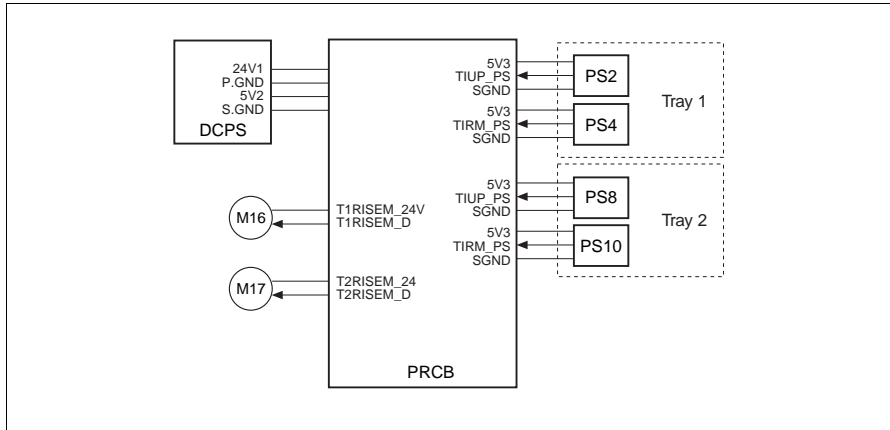 24V1
P.GND
5V2
S.GND
DCPS
M16
T1RISEM_24V
T1RISEM_D
M17
T2RISEM_24
T2RISEM_D
PRCB
5V3
TIUP_PS
SGND
PS2
5V3
TIRM_PS
SGND
PS4
Tray 1
5V3
TIUP_PS
SGND
PS8
5V3
TIRM_PS
SGND
PS10
Tray 2